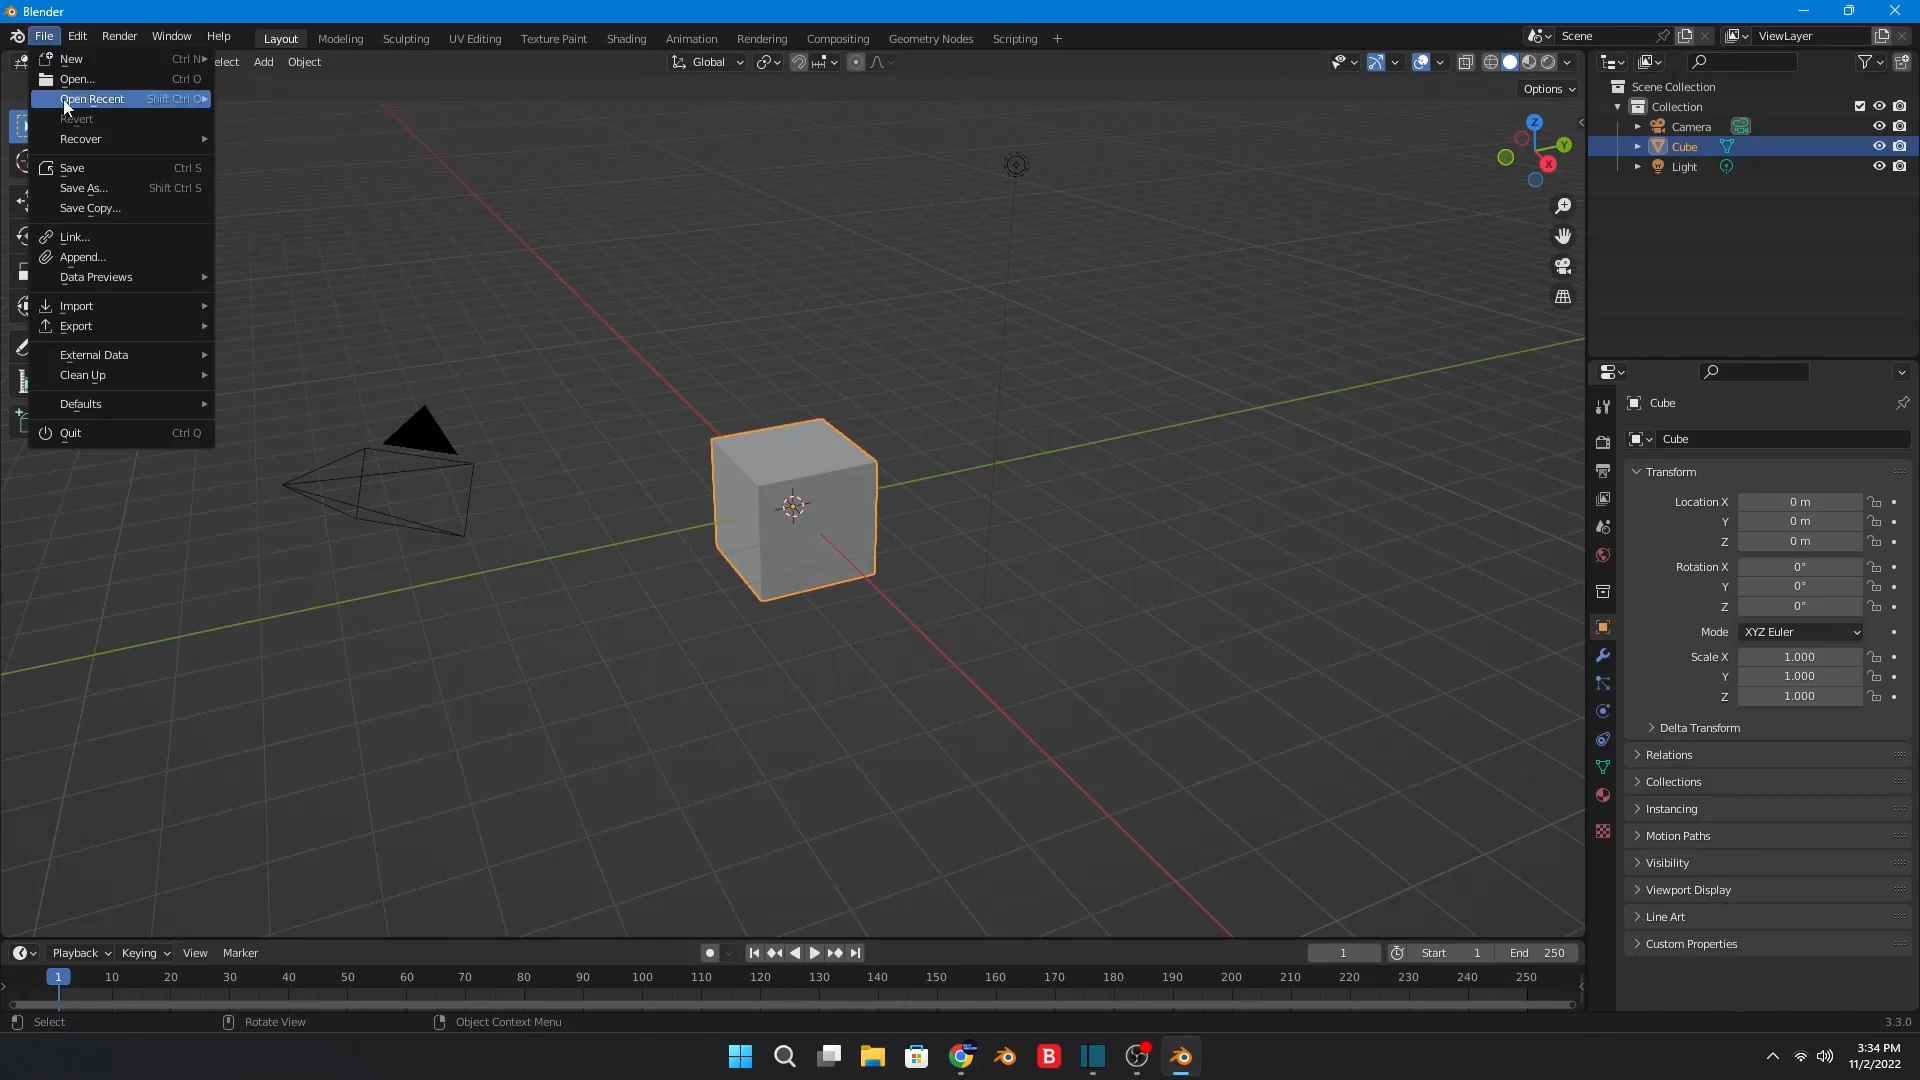 Blender
File Edit Render Window Help Layout Modeling Sculpting UV Editing Texture Paint Shading Animation Rendering Compositing Geometry Nodes Scripting + Scene ViewLayer
elect Add Object Global
Options
New Ctrl N
Open... Ctrl O
Open Recent Shift Ctrl O
Revert
Recover
Save Ctrl S
Save As... Shift Ctrl S
Save Copy...
Link...
Append...
Data Previews
Import
Export
External Data
Clean Up
Defaults
Quit Ctrl Q
Z
Y
X
Scene Collection
Collection
Camera
Cube
Light
Cube
Cube
Transform
Location X 0 m
Y 0 m
Z 0 m
Rotation X 0°
Y 0°
Z 0°
Mode XYZ Euler
Scale X 1.000
Y 1.000
Z 1.000
Delta Transform
Relations
Collections
Instancing
Motion Paths
Visibility
Viewport Display
Line Art
Custom Properties
Playback Keying View Marker 1 Start 1 End 250
1 10 20 30 40 50 60 70 80 90 100 110 120 130 140 150 160 170 180 190 200 210 220 230 240 250
Select Rotate View Object Context Menu 3.3.0
B
3:34 PM
11/2/2022